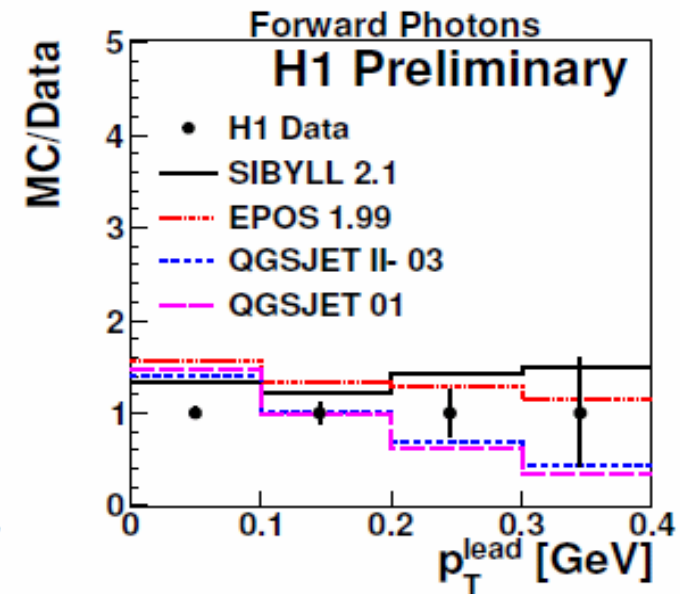 Forward Photons
H1 Preliminary
MC/Data
5
4
3
2
1
0
H1 Data
SIBYLL 2.1
EPOS 1.99
QGSJET II- 03
QGSJET 01
0 0.1 0.2 0.3 0.4
p_T^lead [GeV]